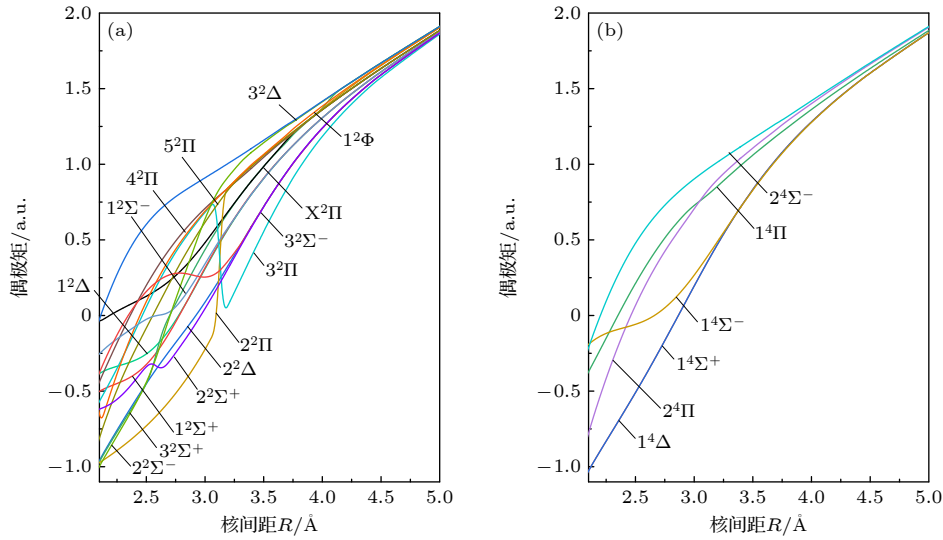 (a)
2.0
1.5
1.0
0.5
0
−0.5
−1.0
偶极矩/a.u.
3²Δ
1²Φ
5²Π
4²Π
1²Σ⁻
X²Π
3²Σ⁻
3²Π
1²Δ
2²Π
2²Δ
2²Σ⁺
1²Σ⁺
3²Σ⁺
2²Σ⁻
2.5 3.0 3.5 4.0 4.5 5.0
核间距R/Å
(b)
2.0
1.5
1.0
0.5
0
−0.5
−1.0
偶极矩/a.u.
2⁴Σ⁻
1⁴Π
1⁴Σ⁻
1⁴Σ⁺
2⁴Π
1⁴Δ
2.5 3.0 3.5 4.0 4.5 5.0
核间距R/Å